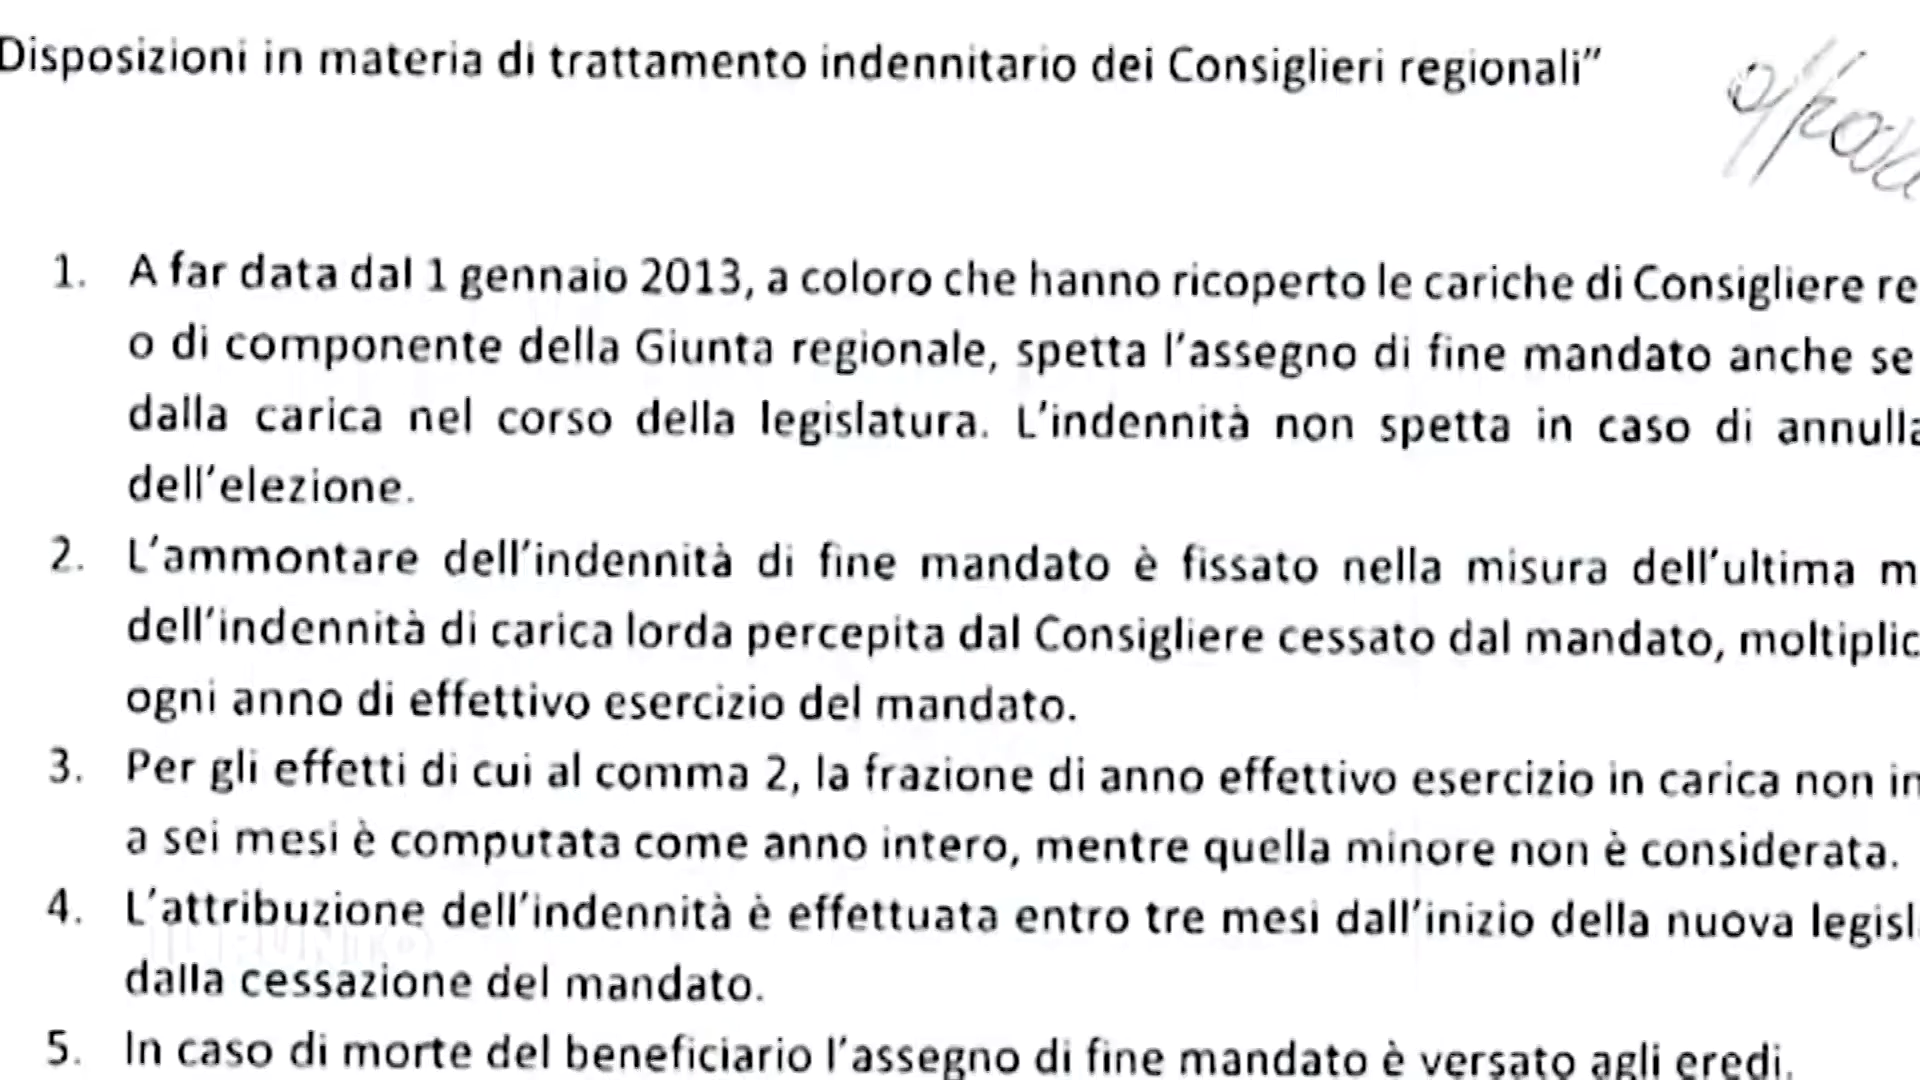 Disposizioni in materia di trattamento indennitario dei Consiglieri regionali”
1. A far data dal 1 gennaio 2013, a coloro che hanno ricoperto le cariche di Consigliere re
o di componente della Giunta regionale, spetta l’assegno di fine mandato anche se
dalla carica nel corso della legislatura. L’indennità non spetta in caso di annulla
dell’elezione.
2. L’ammontare dell’indennità di fine mandato è fissato nella misura dell’ultima m
dell’indennità di carica lorda percepita dal Consigliere cessato dal mandato, moltiplic
ogni anno di effettivo esercizio del mandato.
3. Per gli effetti di cui al comma 2, la frazione di anno effettivo esercizio in carica non in
a sei mesi è computata come anno intero, mentre quella minore non è considerata.
4. L’attribuzione dell’indennità è effettuata entro tre mesi dall’inizio della nuova legisl
dalla cessazione del mandato.
5. In caso di morte del beneficiario l’assegno di fine mandato è versato agli eredi.